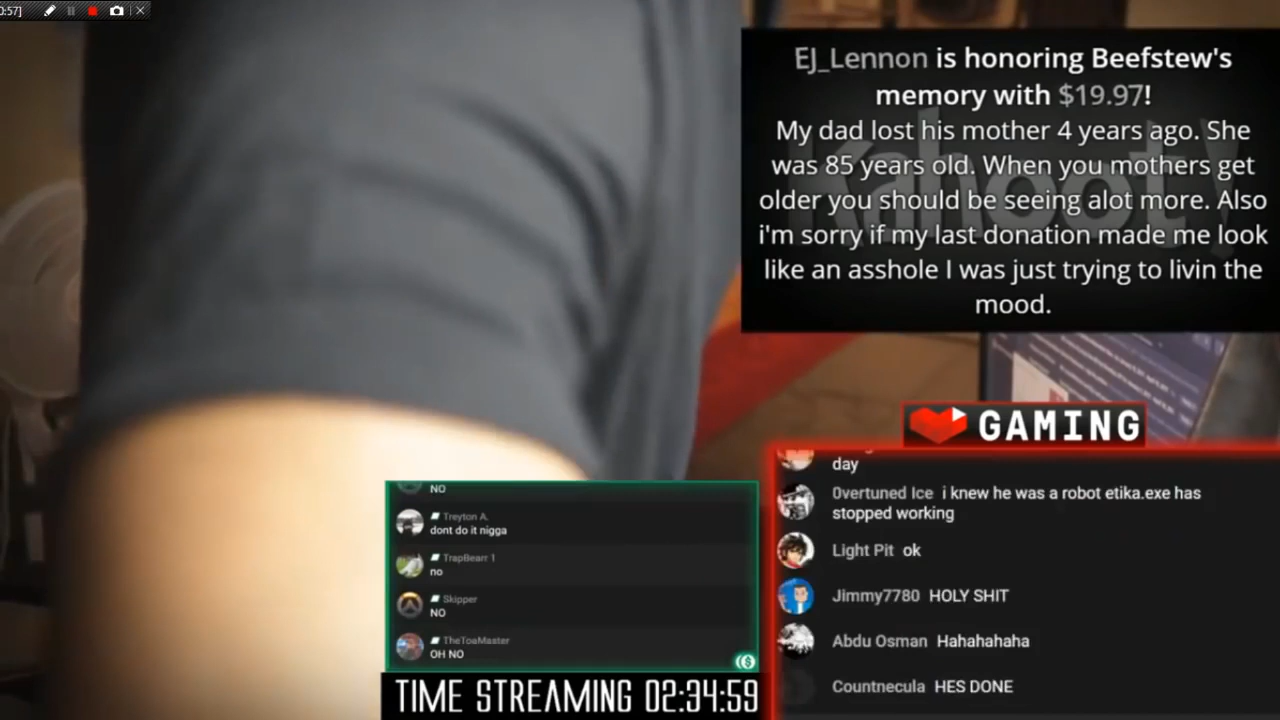 0:57]
EJ_Lennon is honoring Beefstew's
memory with $19.97!
My dad lost his mother 4 years ago. She
was 85 years old. When you mothers get
older you should be seeing alot more. Also
i'm sorry if my last donation made me look
like an asshole I was just trying to livin the
mood.
Kahoot!
GAMING
day
0vertuned Ice i knew he was a robot etika.exe has
stopped working
Light Pit ok
Jimmy7780 HOLY SHIT
Abdu Osman Hahahahaha
Countnecula HES DONE
NO
Treyton A.
dont do it nigga
TrapBearr 1
no
Skipper
NO
TheToaMaster
OH NO
TIME STREAMING 02:34:59